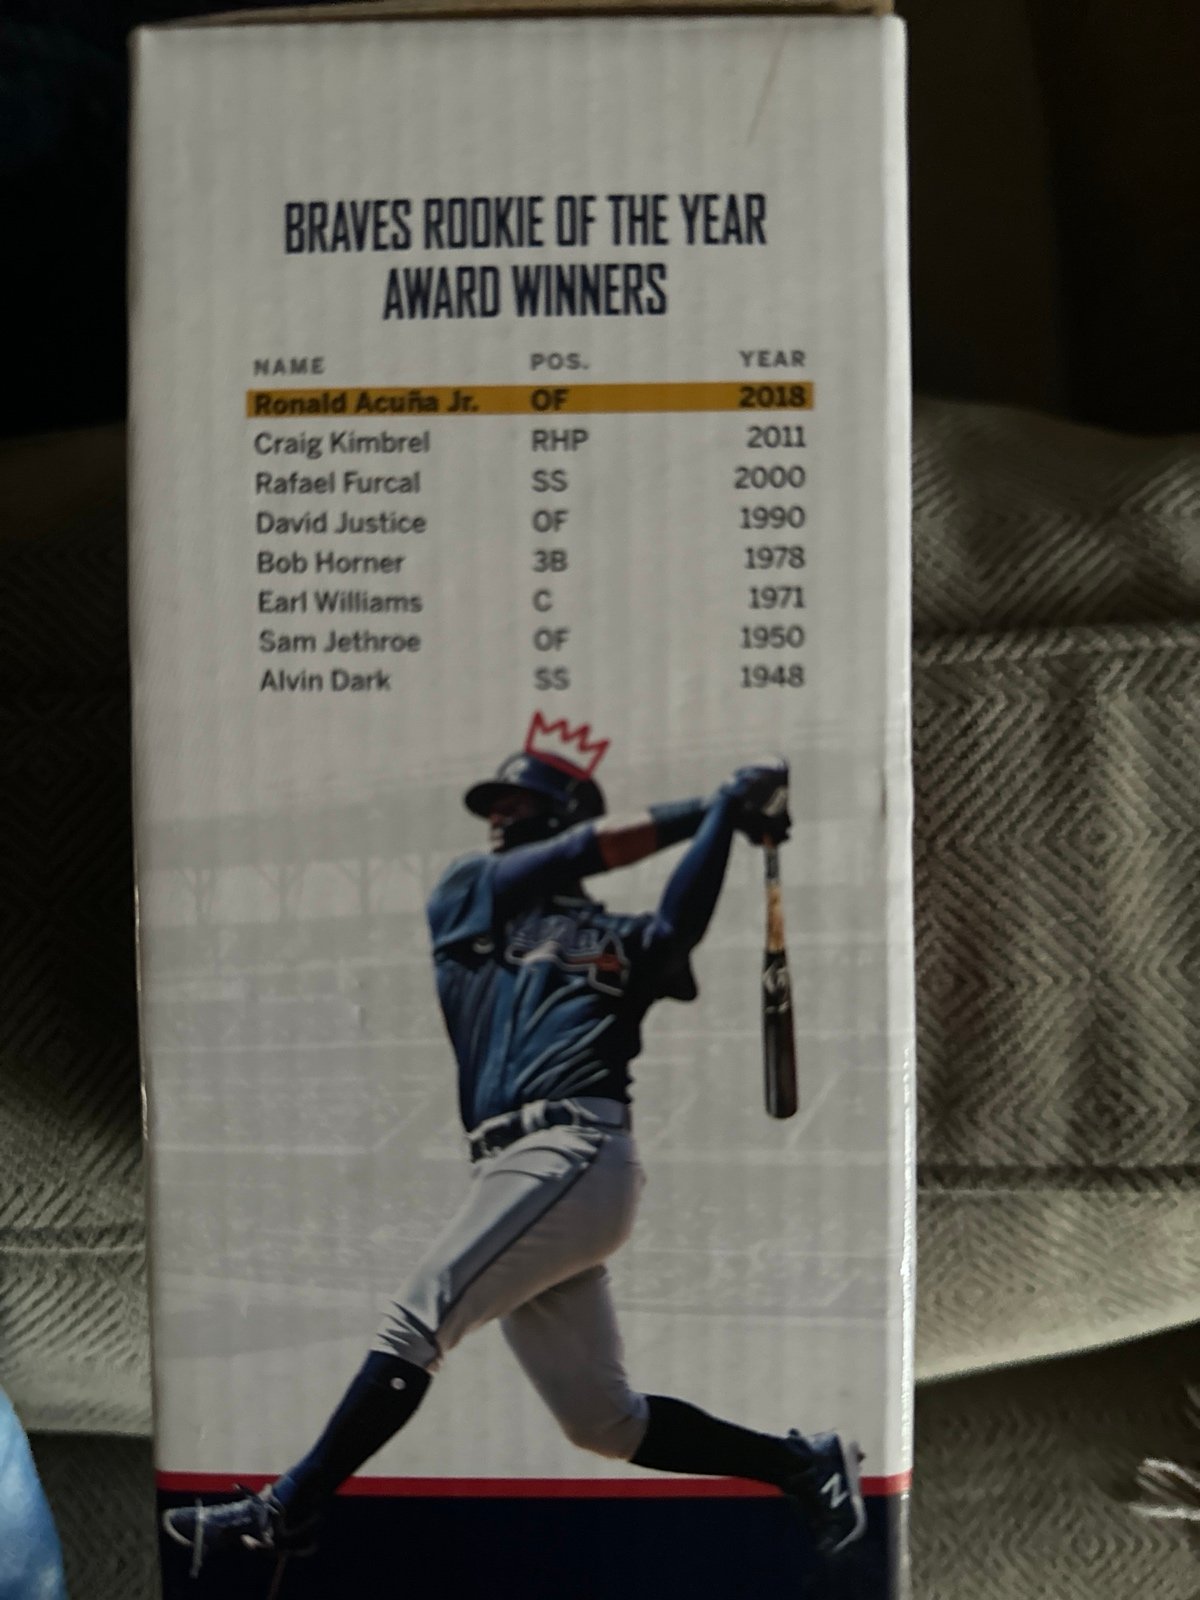 BRAVES ROOKIE OF THE YEAR
AWARD WINNERS
NAME POS. YEAR
Ronald Acuña Jr. OF 2018
Craig Kimbrel RHP 2011
Rafael Furcal SS 2000
David Justice OF 1990
Bob Horner 3B 1978
Earl Williams C 1971
Sam Jethroe OF 1950
Alvin Dark SS 1948